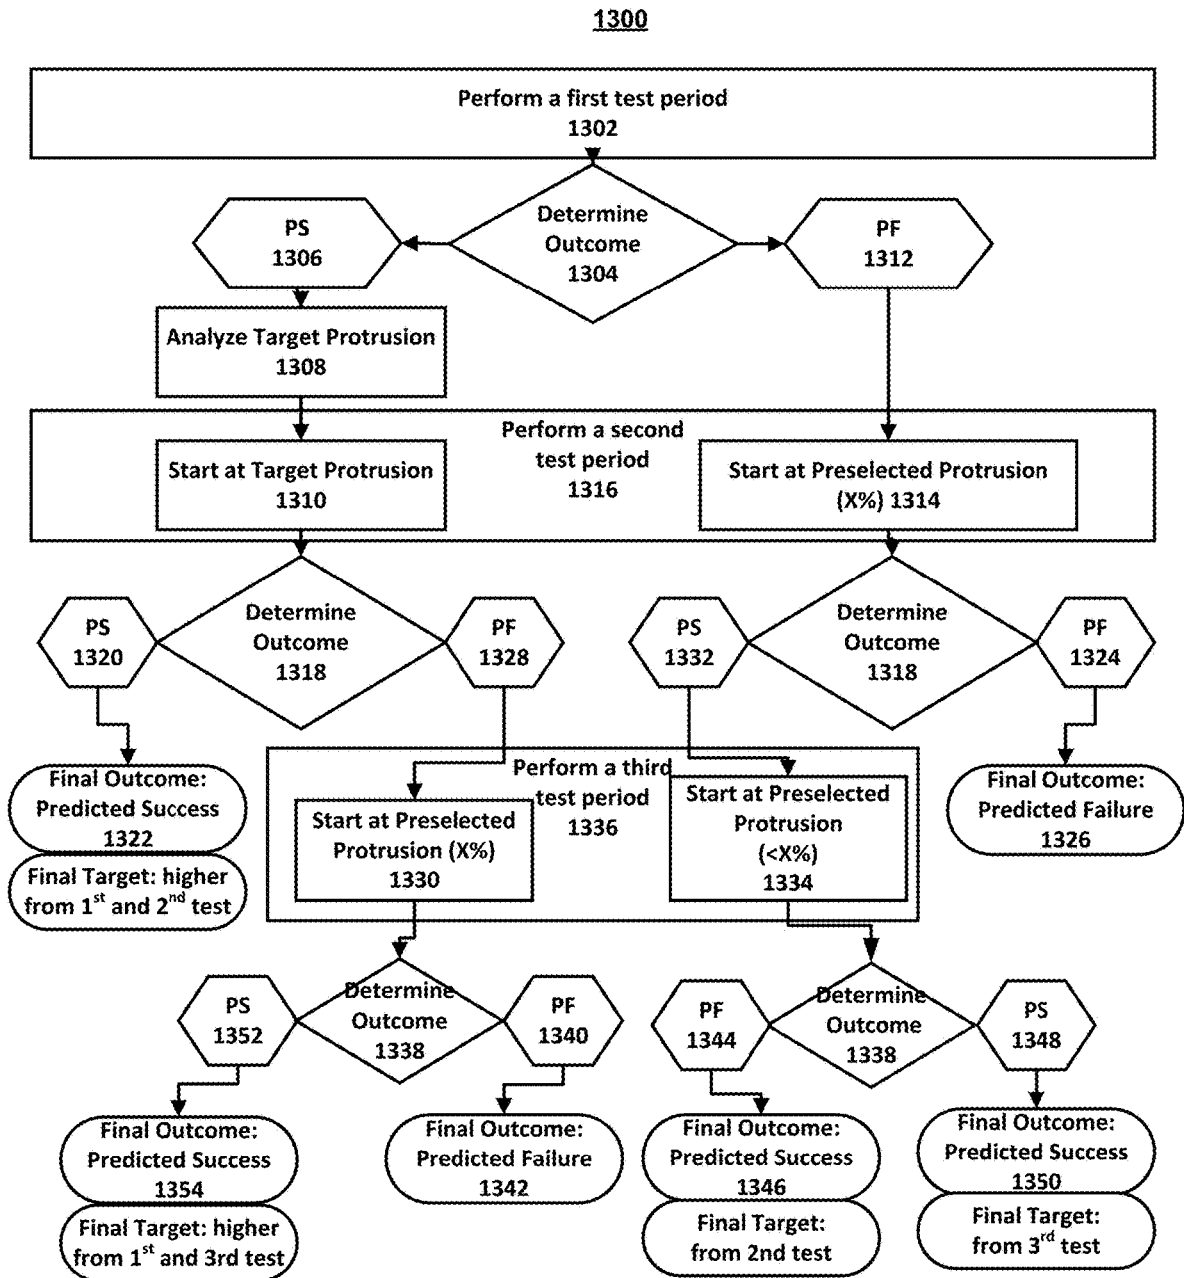 1300
Perform a first test period
1302
PS
1306
Determine
Outcome
1304
PF
1312
Analyze Target Protrusion
1308
Perform a second
test period
1316
Start at Target Protrusion
1310
Start at Preselected Protrusion
(X%) 1314
PS
1320
Determine
Outcome
1318
PF
1328
PS
1332
Determine
Outcome
1318
PF
1324
Final Outcome:
Predicted Success
1322
Final Target: higher
from 1st and 2nd test
Perform a third
test period
1336
Start at Preselected
Protrusion (X%)
1330
Start at Preselected
Protrusion
(<X%)
1334
Final Outcome:
Predicted Failure
1326
PS
1352
Determine
Outcome
1338
PF
1340
PF
1344
Determine
Outcome
1338
PS
1348
Final Outcome:
Predicted Success
1354
Final Target: higher
from 1st and 3rd test
Final Outcome:
Predicted Failure
1342
Final Outcome:
Predicted Success
1346
Final Target:
from 2nd test
Final Outcome:
Predicted Success
1350
Final Target:
from 3rd test